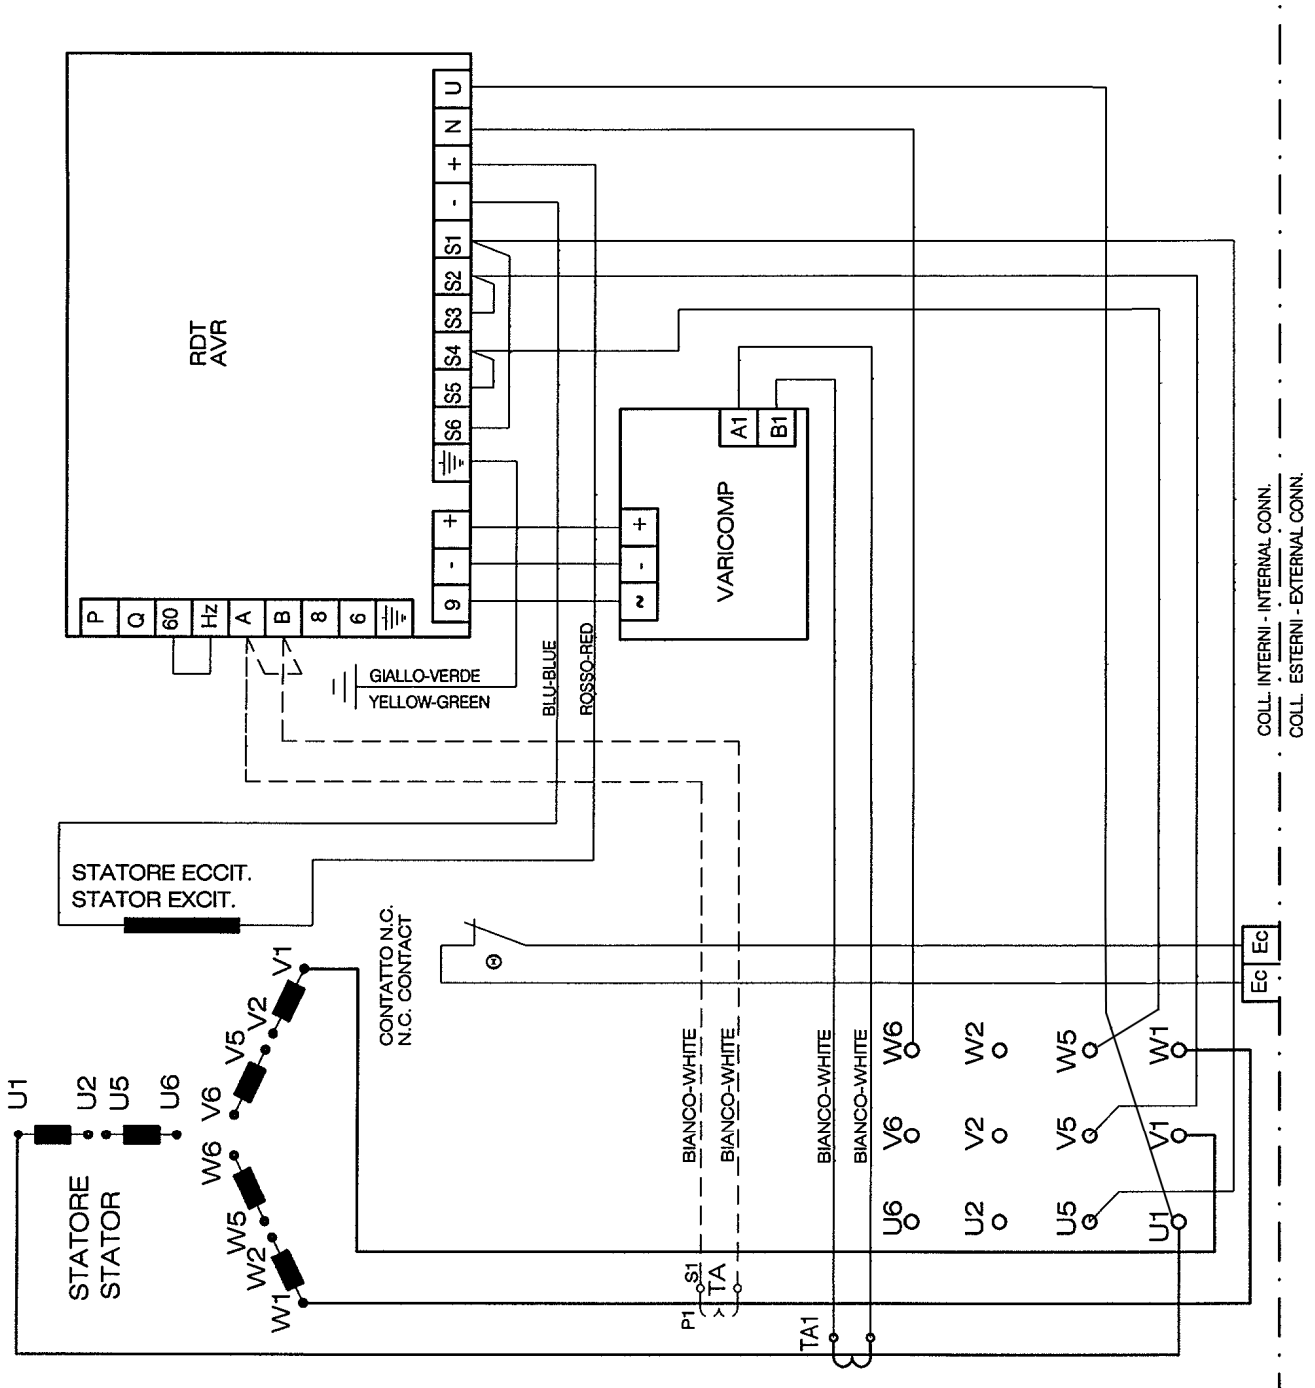 U
N
+
-
S1
S2
S3
S4
S5
S6
+
-
9
RDT
AVR
P
Q
60
Hz
A
B
8
6
A1
B1
VARICOMP
+
-
~
GIALLO-VERDE
YELLOW-GREEN
BLU-BLUE
ROSSO-RED
COLL. INTERNI - INTERNAL CONN.
COLL. ESTERNI - EXTERNAL CONN.
STATORE ECCIT.
STATOR EXCIT.
CONTATTO N.C.
N.C. CONTACT
Θ
Ec
Ec
V1
V2
V5
V6
U1
U2
U5
U6
W6
W5
W2
W1
STATORE
STATOR
BIANCO-WHITE
BIANCO-WHITE
BIANCO-WHITE
BIANCO-WHITE
W6
W2
W5
W1
V6
V2
V5
V1
U6
U2
U5
U1
P1
S1
TA
TA1